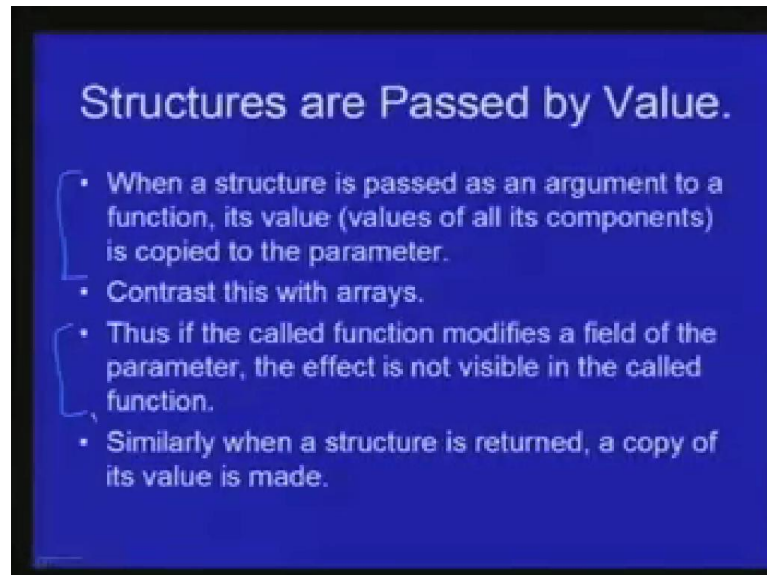 Structures are Passed by Value.
• When a structure is passed as an argument to a
function, its value (values of all its components)
is copied to the parameter.
• Contrast this with arrays.
• Thus if the called function modifies a field of the
parameter, the effect is not visible in the called
function.
• Similarly when a structure is returned, a copy of
its value is made.